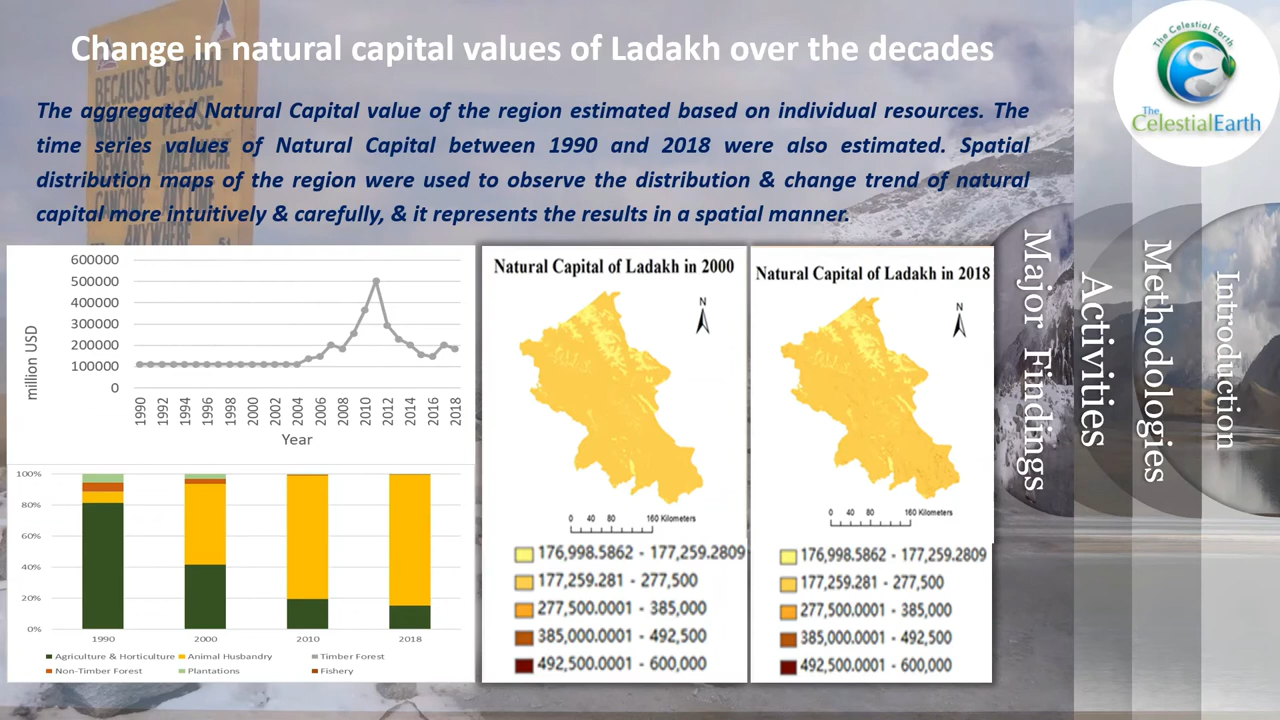 Change in natural capital values of Ladakh over the decades
The aggregated Natural Capital value of the region estimated based on individual resources. The
time series values of Natural Capital between 1990 and 2018 were also estimated. Spatial
distribution maps of the region were used to observe the distribution & change trend of natural
capital more intuitively & carefully, & it represents the results in a spatial manner.
BECAUSE OF GLOBAL
PLEASE
BEWARE AVALANCHE
ANYWHERE
600000
500000
400000
300000
200000
100000
0
million USD
1990 1992 1994 1996 1998 2000 2002 2004 2006 2008 2010 2012 2014 2016 2018
Year
100%
80%
60%
40%
20%
0%
1990 2000 2010 2018
Agriculture & Horticulture Animal Husbandry Timber Forest
Non-Timber Forest Plantations Fishery
Natural Capital of Ladakh in 2000
N
0 40 80 160 Kilometers
176,998.5862 - 177,259.2809
177,259.281 - 277,500
277,500.0001 - 385,000
385,000.0001 - 492,500
492,500.0001 - 600,000
Natural Capital of Ladakh in 2018
N
0 40 80 160 Kilometers
176,998.5862 - 177,259.2809
177,259.281 - 277,500
277,500.0001 - 385,000
385,000.0001 - 492,500
492,500.0001 - 600,000
Major Findings
Activities
Methodologies
Introduction
The Celestial Earth
The
CelestialEarth